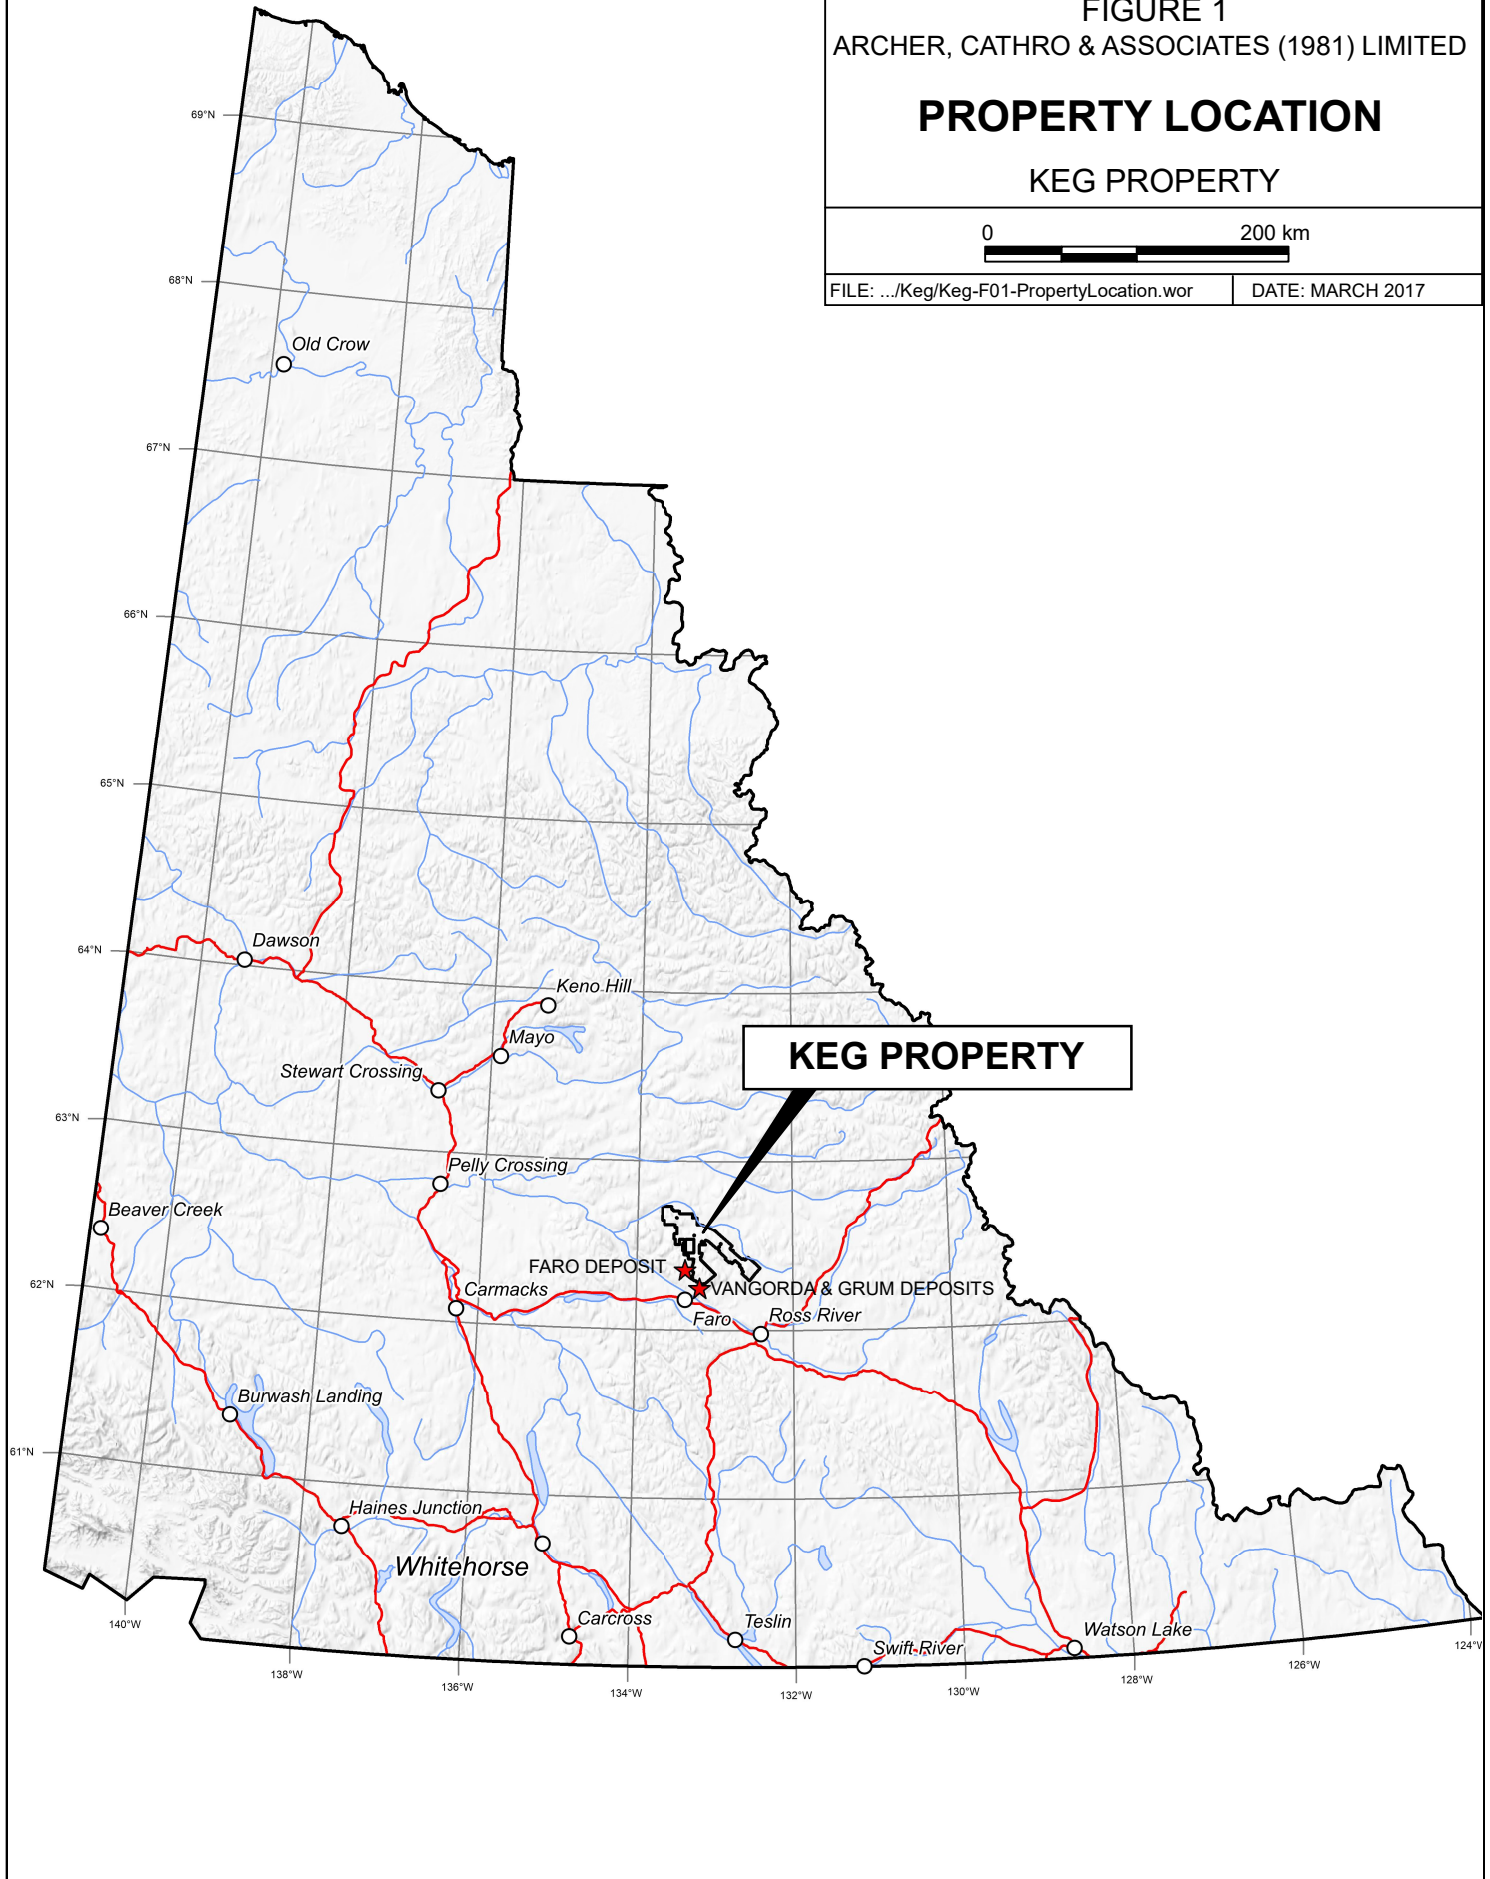 FIGURE 1
ARCHER, CATHRO & ASSOCIATES (1981) LIMITED
PROPERTY LOCATION
KEG PROPERTY
0 200 km
FILE: .../Keg/Keg-F01-PropertyLocation.wor DATE: MARCH 2017
69°N
68°N
Old Crow
67°N
66°N
65°N
64°N
Dawson
Keno Hill
Mayo
KEG PROPERTY
Stewart Crossing
63°N
Pelly Crossing
Beaver Creek
FARO DEPOSIT
62°N
Carmacks
VANGORDA & GRUM DEPOSITS
Faro
Ross River
Burwash Landing
61°N
Haines Junction
Whitehorse
140°W
Carcross
Teslin
Swift River
Watson Lake
138°W
136°W
134°W
132°W
130°W
128°W
126°W
124°W